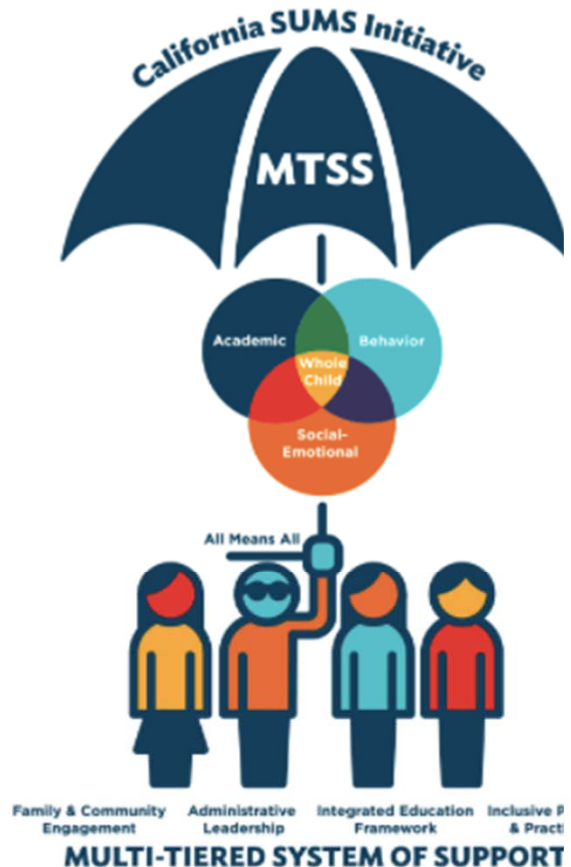 California SUMS Initiative
MTSS
Academic
Behavior
Whole
Child
Social-
Emotional
All Means All
Family & Community
Engagement
Administrative
Leadership
Integrated Education
Framework
Inclusive P
& Practi
MULTI-TIERED SYSTEM OF SUPPORT